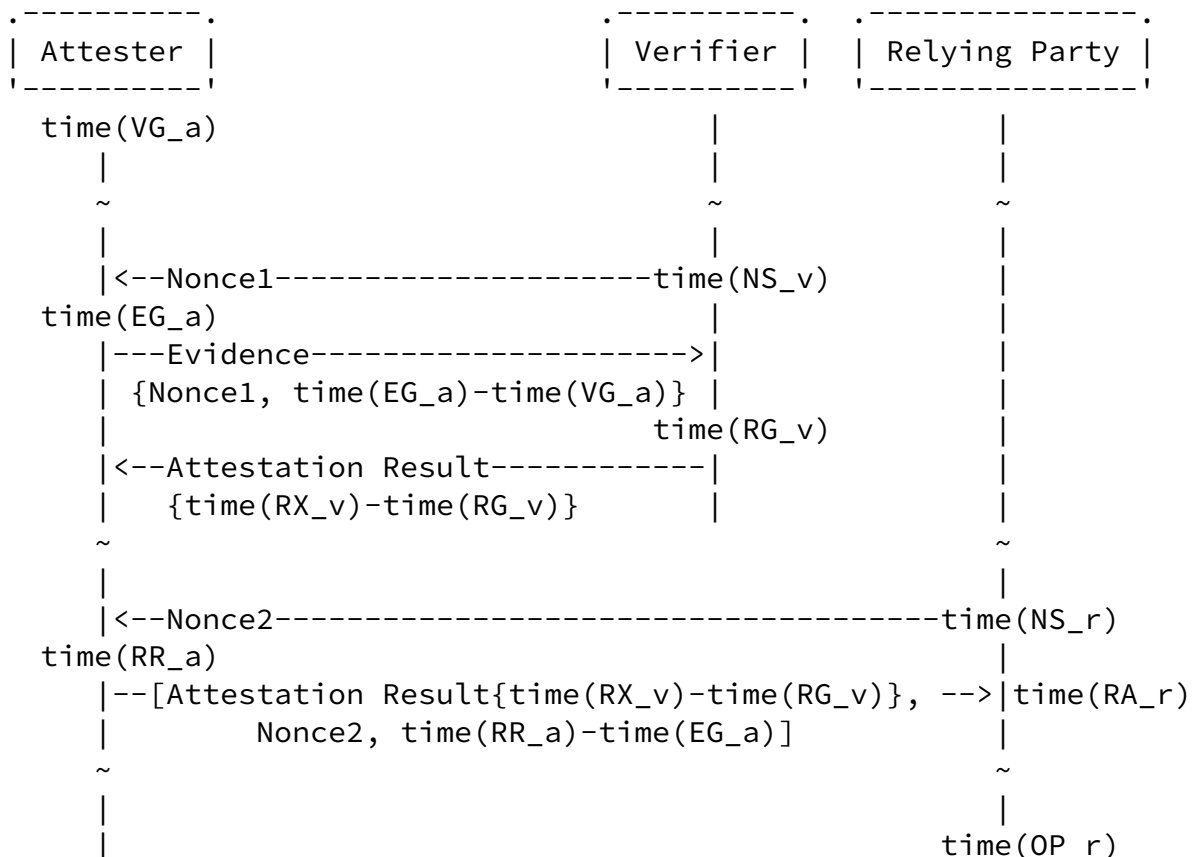 .----------.                      .----------.  .---------------.
| Attester |                      | Verifier |  | Relying Party |
'----------'                      '----------'  '---------------'
  time(VG_a)                            |               |
     |                                  |               |
     ~                                  ~               ~
     |                                  |               |
     |<--Nonce1---------------------time(NS_v)          |
  time(EG_a)                            |               |
     |---Evidence--------------------->|               |
     | {Nonce1, time(EG_a)-time(VG_a)} |               |
     |                              time(RG_v)          |
     |<--Attestation Result------------|               |
     |   {time(RX_v)-time(RG_v)}       |               |
     ~                                                  ~
     |                                                  |
     |<--Nonce2-------------------------------------time(NS_r)
  time(RR_a)                                            |
     |--[Attestation Result{time(RX_v)-time(RG_v)}, -->|time(RA_r)
     |        Nonce2, time(RR_a)-time(EG_a)]            |
     ~                                                  ~
     |                                                  |
     |                                              time(OP_r)